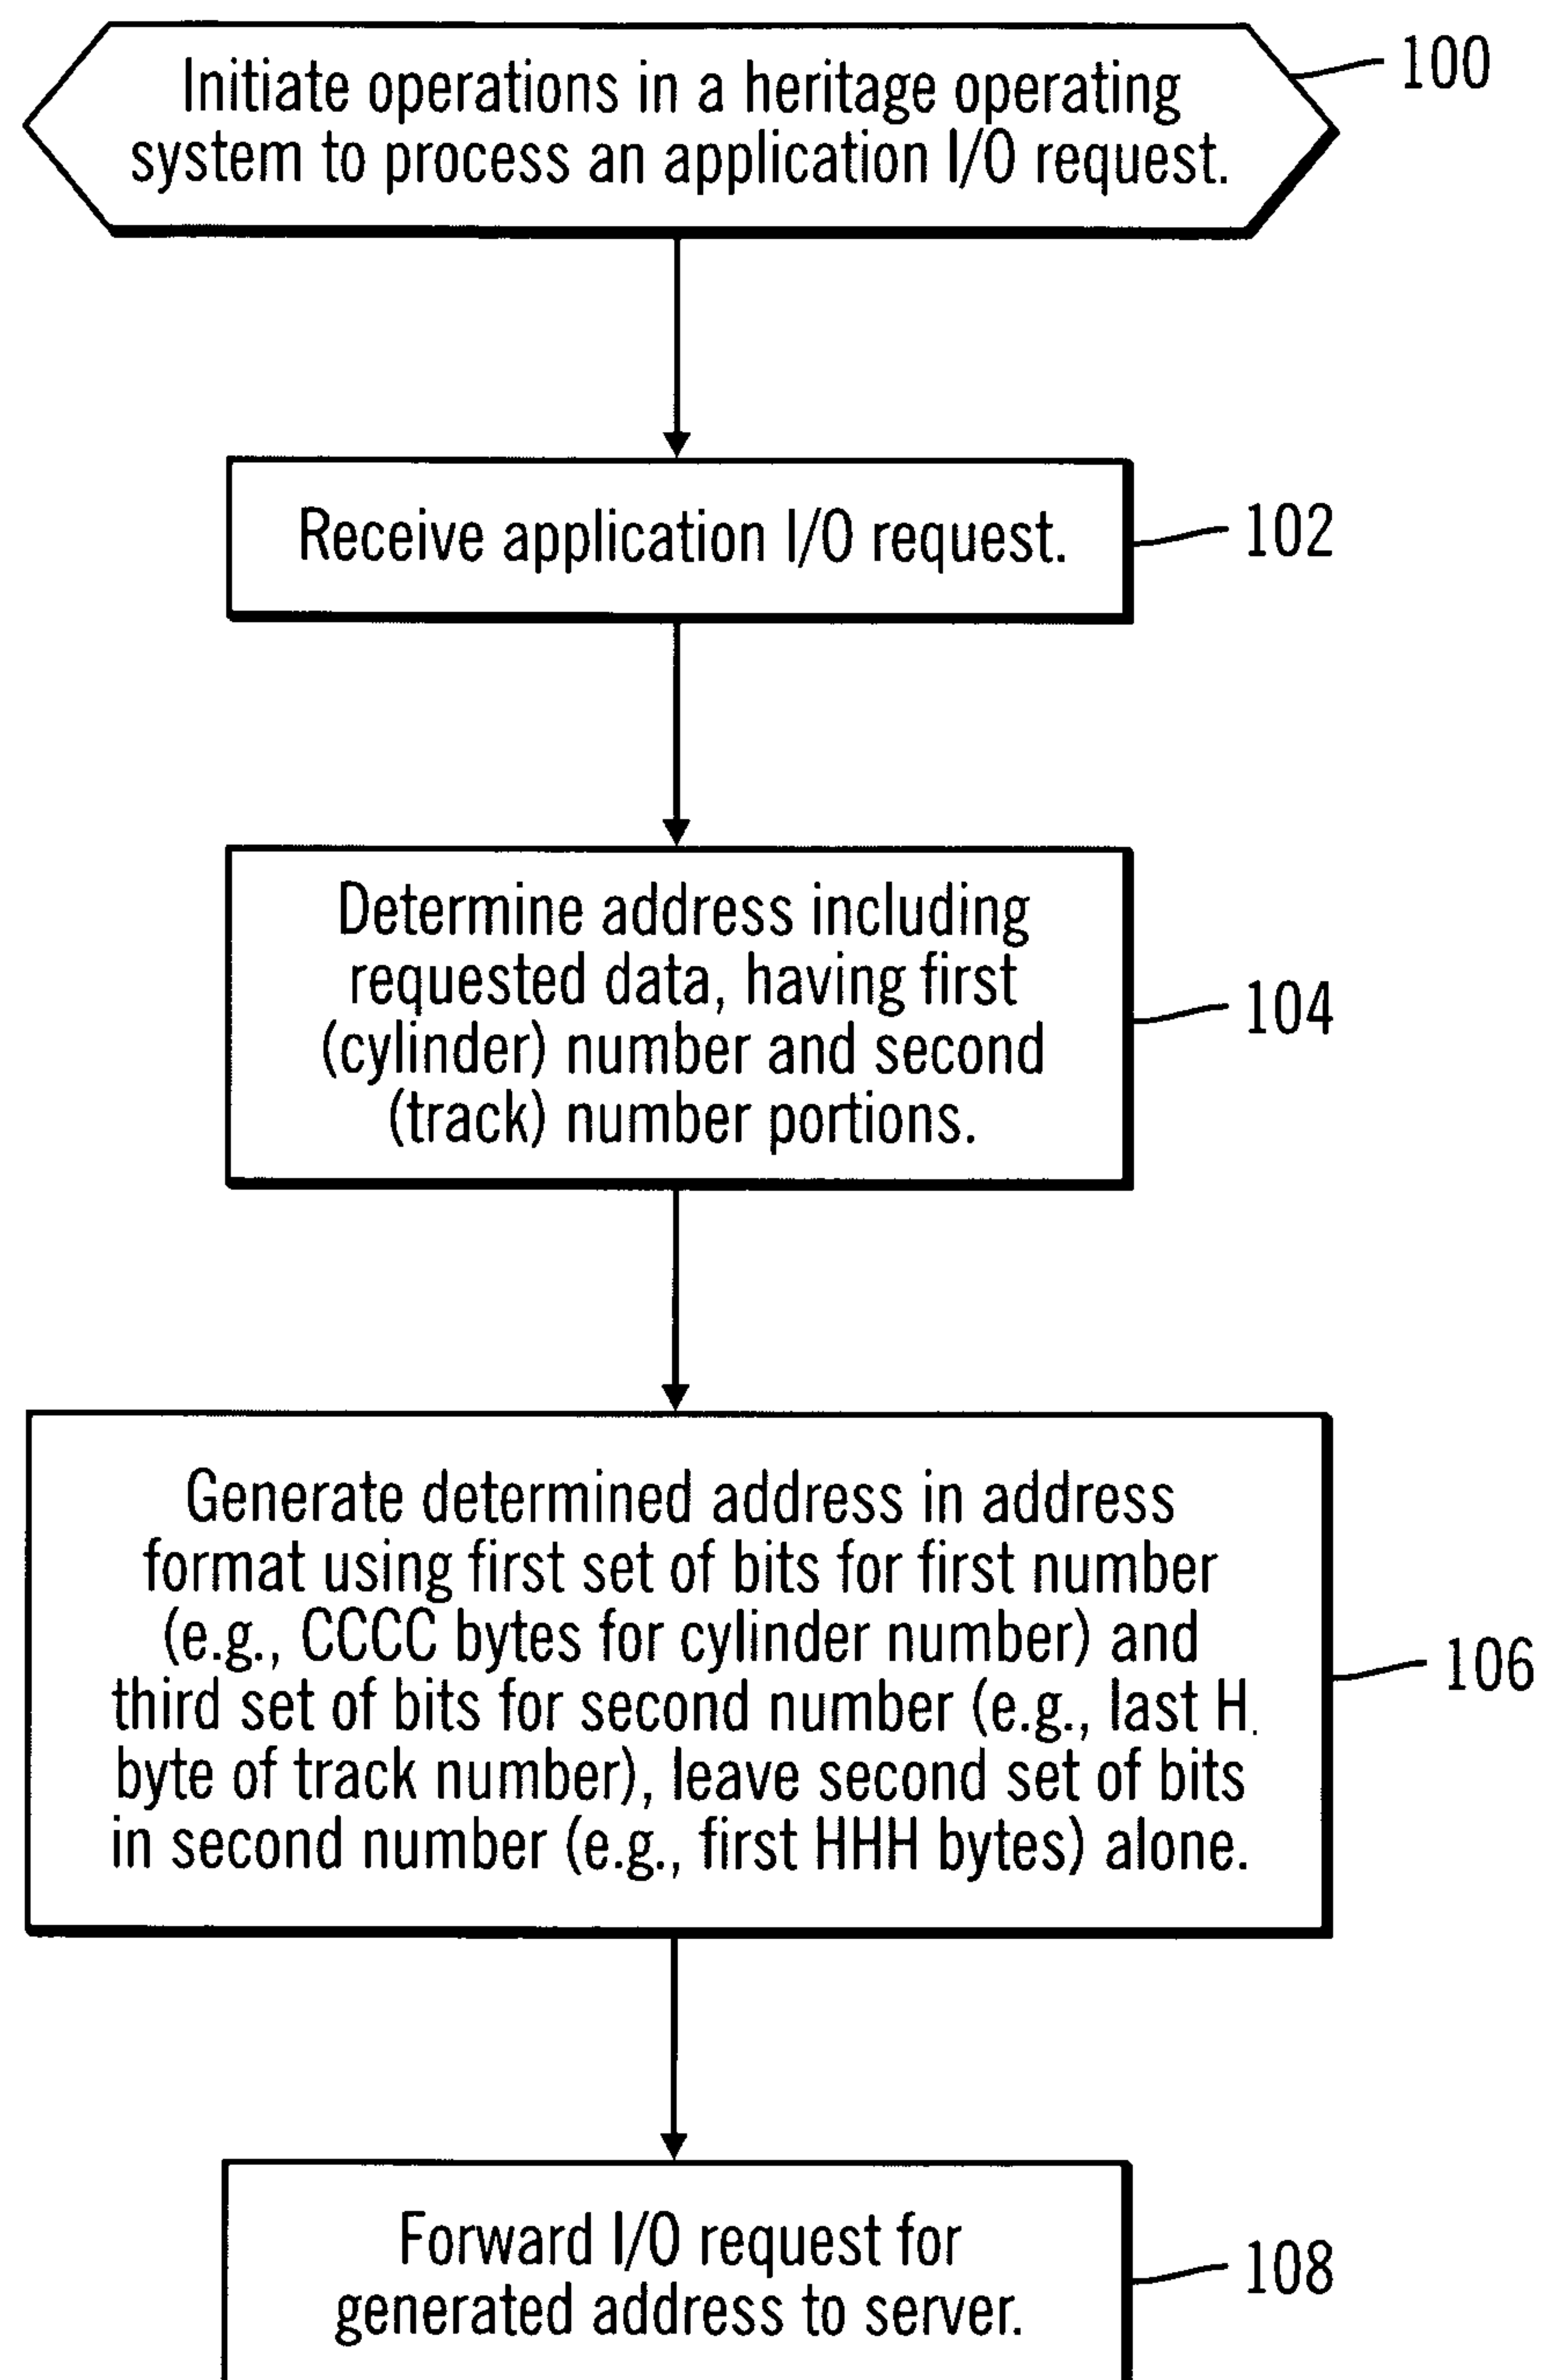 Initiate operations in a heritage operating
system to process an application I/O request.
100
Receive application I/O request.
102
Determine address including
requested data, having first
(cylinder) number and second
(track) number portions.
104
Generate determined address in address
format using first set of bits for first number
(e.g., CCCC bytes for cylinder number) and
third set of bits for second number (e.g., last H.
byte of track number), leave second set of bits
in second number (e.g., first HHH bytes) alone.
106
Forward I/O request for
generated address to server.
108